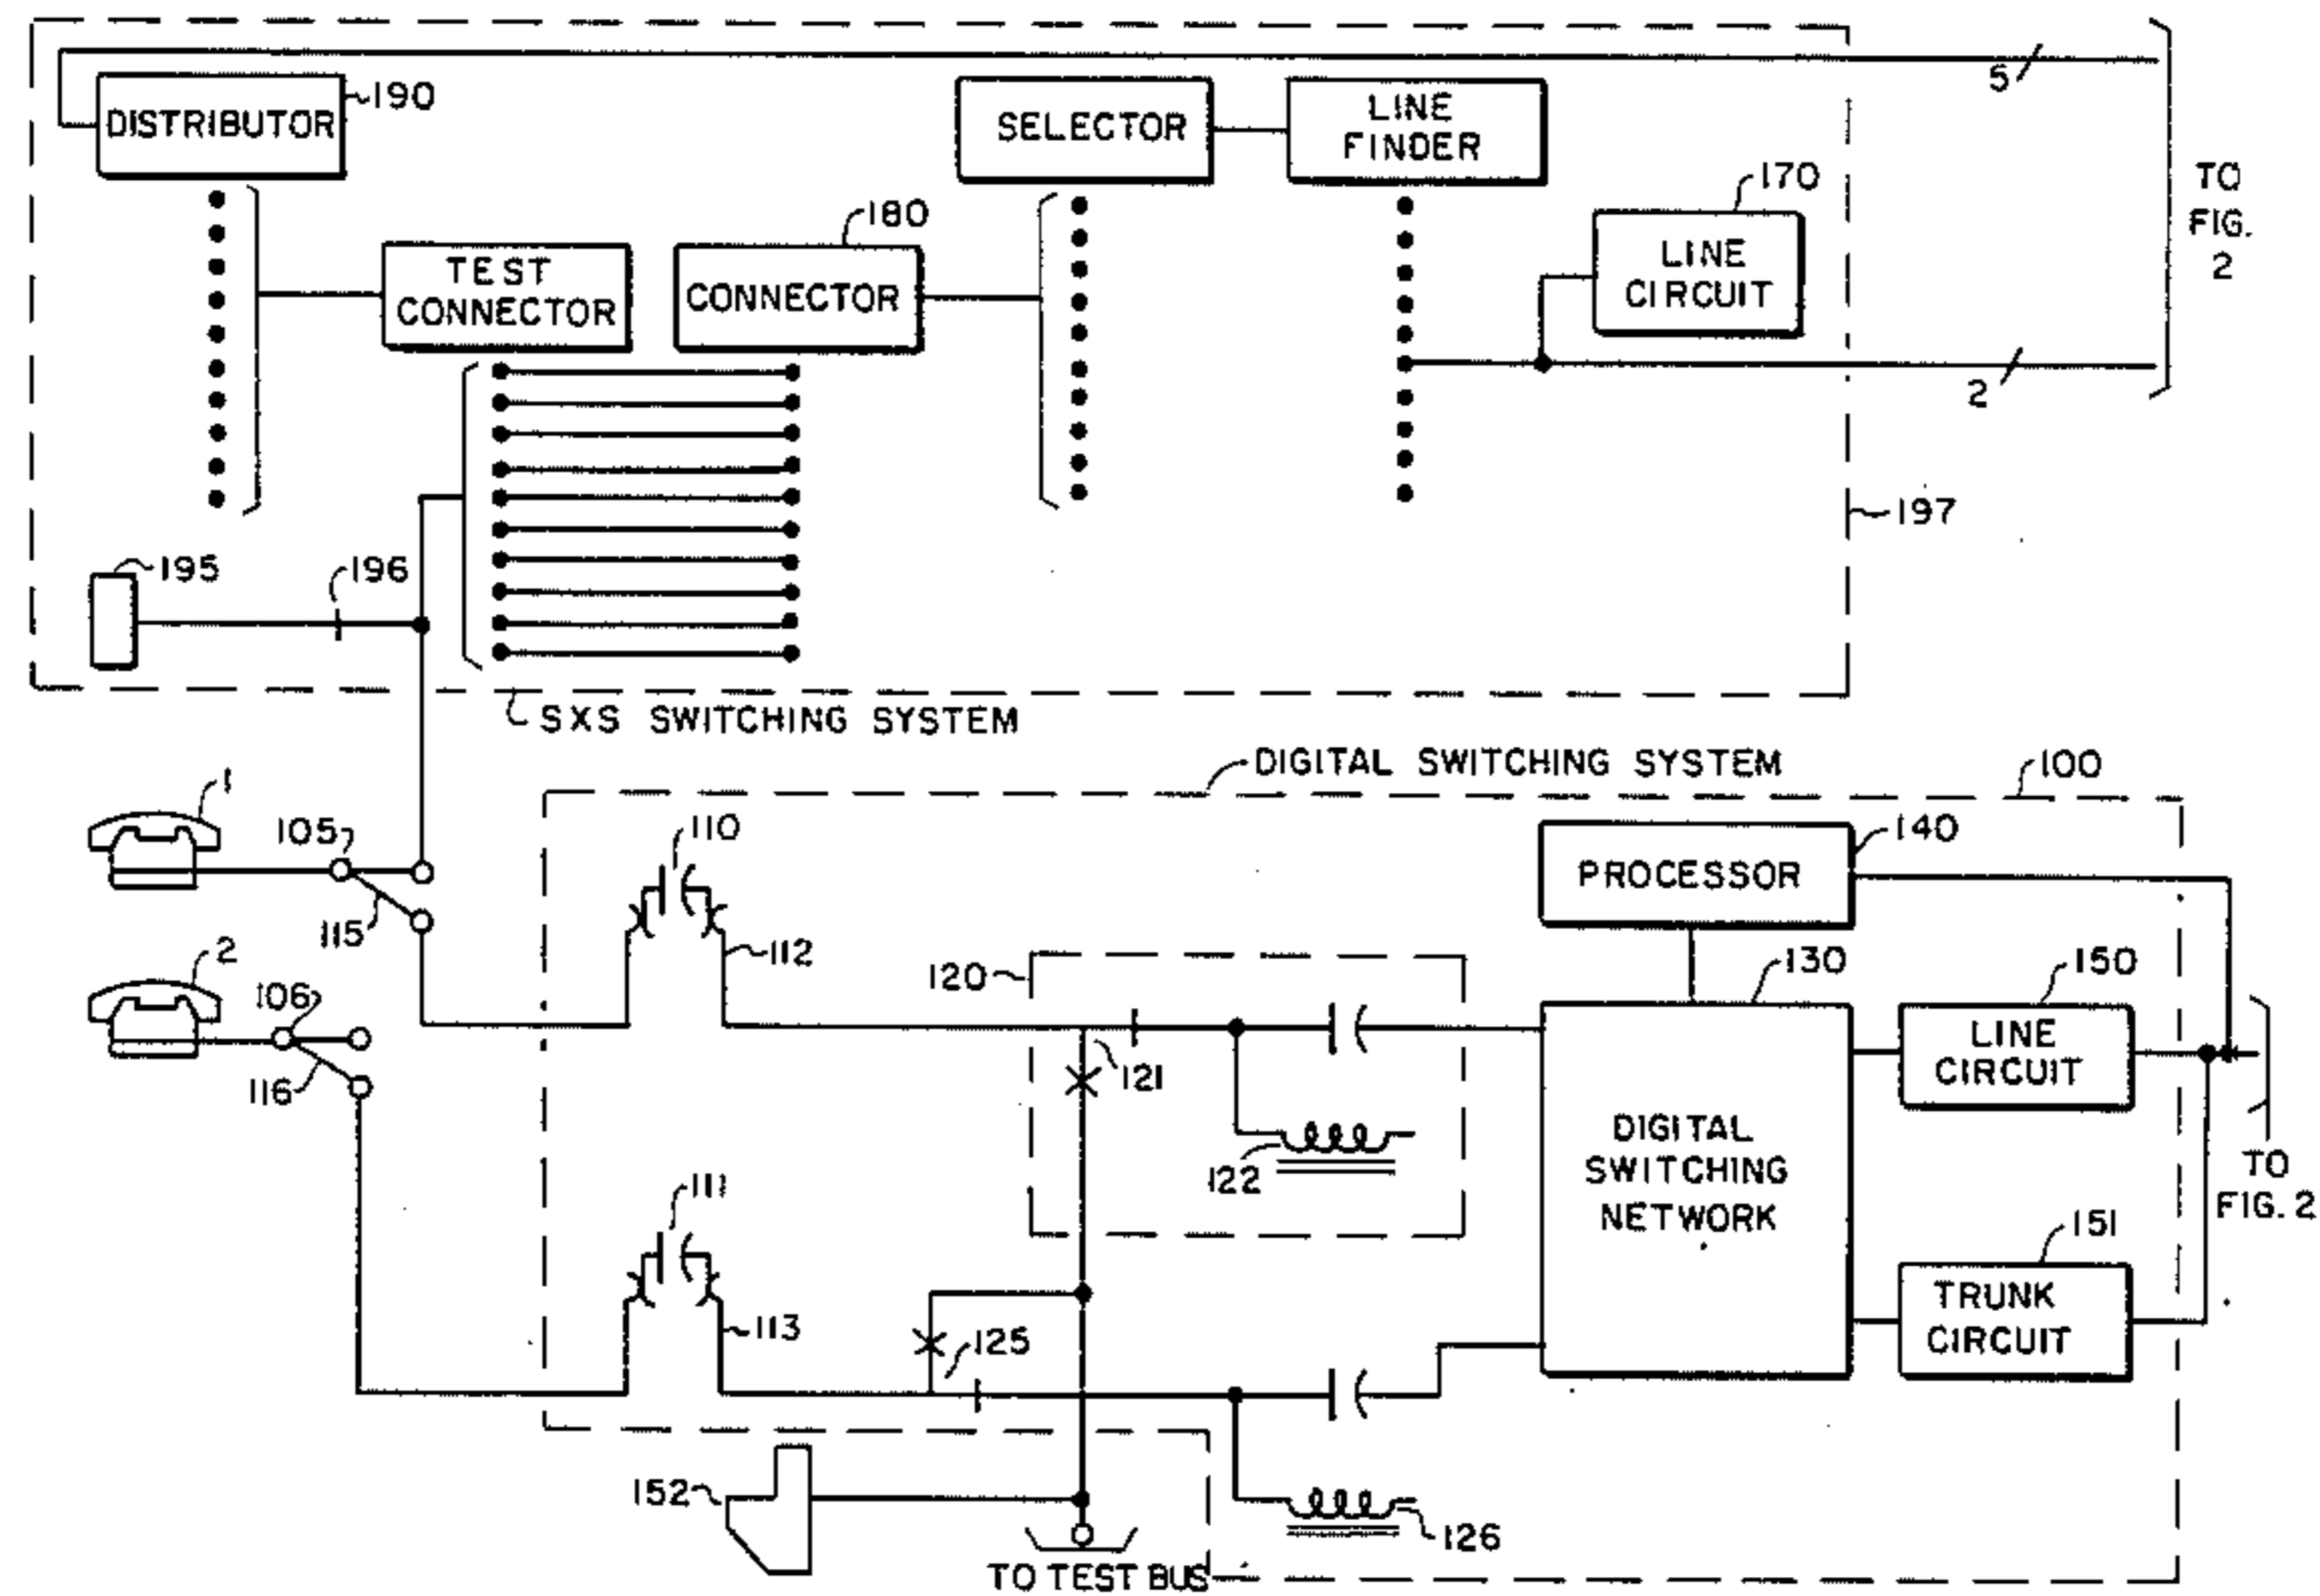 5
DISTRIBUTOR
190
SELECTOR
LINE
FINDER
TO
FIG.
2
170
LINE
CIRCUIT
180
TEST
CONNECTOR
CONNECTOR
2
197
195
196
SXS SWITCHING SYSTEM
DIGITAL SWITCHING SYSTEM
100
1
105
115
110
112
140
PROCESSOR
2
106
116
120
121
122
130
DIGITAL
SWITCHING
NETWORK
150
LINE
CIRCUIT
TO
FIG. 2
151
TRUNK
CIRCUIT
111
113
125
152
126
TO TEST BUS